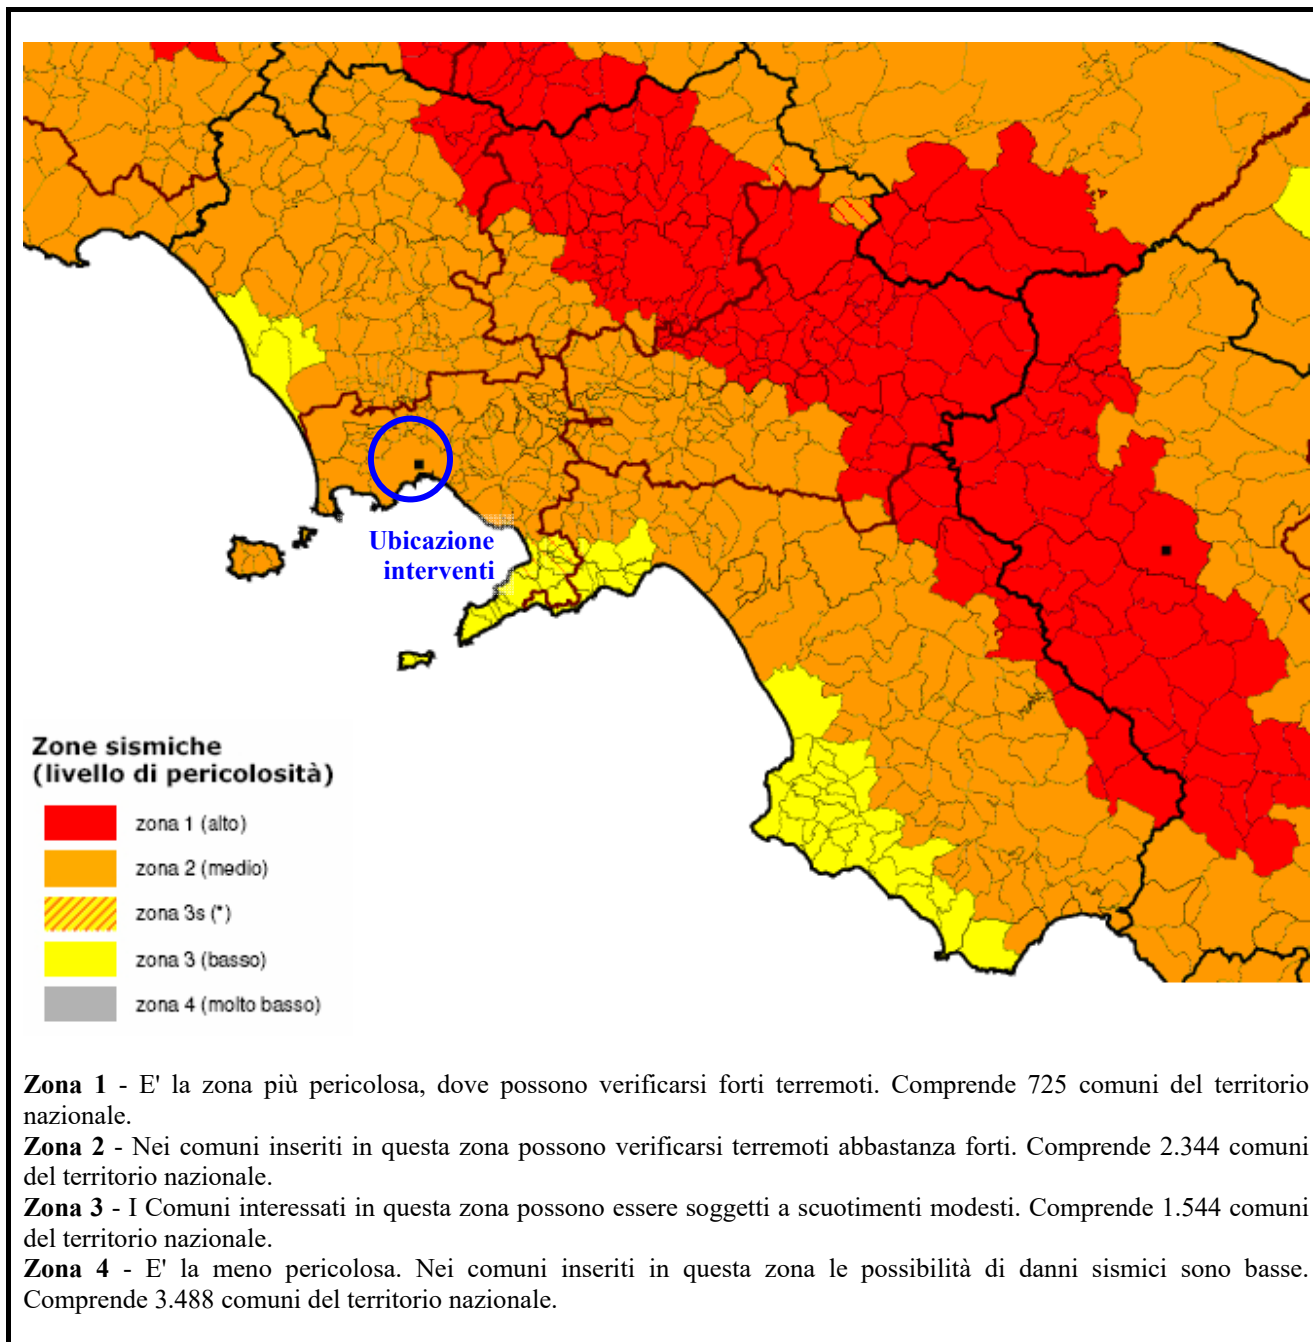 Ubicazione
interventi
Zone sismiche
(livello di pericolosità)
zona 1 (alto)
zona 2 (medio)
zona 3s (*)
zona 3 (basso)
zona 4 (molto basso)
Zona 1 - E' la zona più pericolosa, dove possono verificarsi forti terremoti. Comprende 725 comuni del territorio
nazionale.
Zona 2 - Nei comuni inseriti in questa zona possono verificarsi terremoti abbastanza forti. Comprende 2.344 comuni
del territorio nazionale.
Zona 3 - I Comuni interessati in questa zona possono essere soggetti a scuotimenti modesti. Comprende 1.544 comuni
del territorio nazionale.
Zona 4 - E' la meno pericolosa. Nei comuni inseriti in questa zona le possibilità di danni sismici sono basse.
Comprende 3.488 comuni del territorio nazionale.